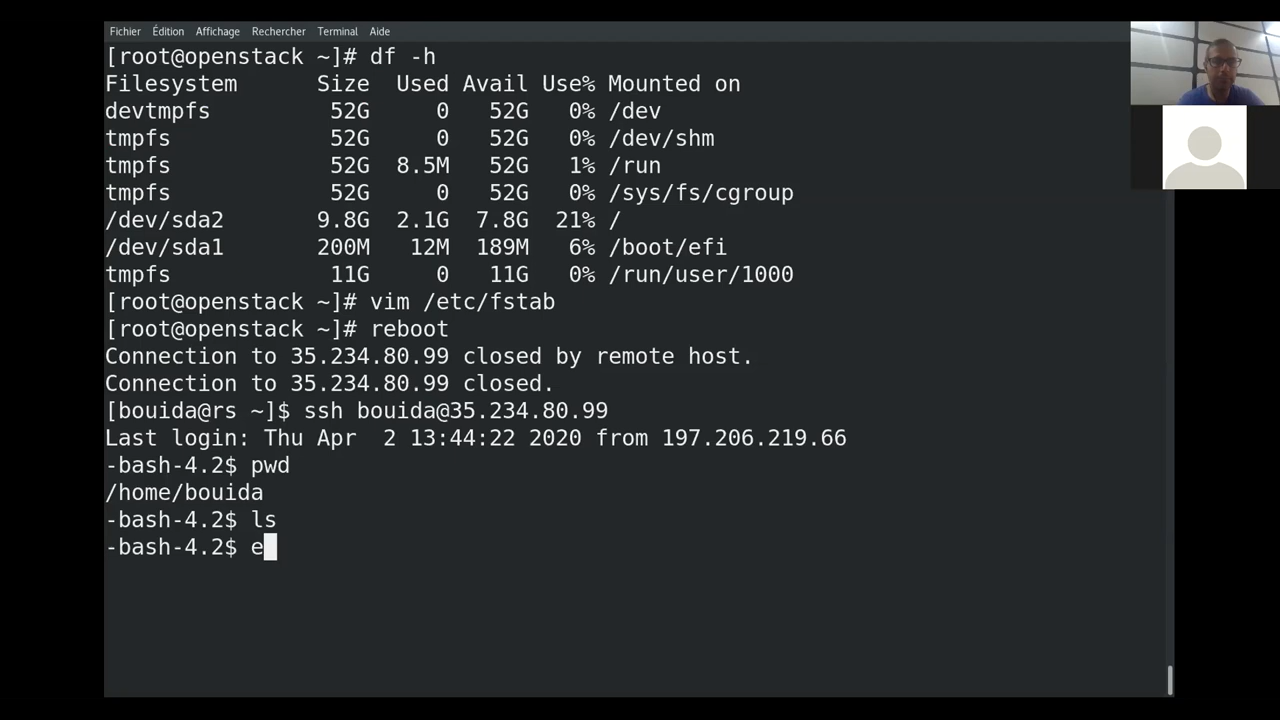 Fichier Édition Affichage Rechercher Terminal Aide
[root@openstack ~]# df -h
Filesystem Size Used Avail Use% Mounted on
devtmpfs 52G 0 52G 0% /dev
tmpfs 52G 0 52G 0% /dev/shm
tmpfs 52G 8.5M 52G 1% /run
tmpfs 52G 0 52G 0% /sys/fs/cgroup
/dev/sda2 9.8G 2.1G 7.8G 21% /
/dev/sda1 200M 12M 189M 6% /boot/efi
tmpfs 11G 0 11G 0% /run/user/1000
[root@openstack ~]# vim /etc/fstab
[root@openstack ~]# reboot
Connection to 35.234.80.99 closed by remote host.
Connection to 35.234.80.99 closed.
[bouida@rs ~]$ ssh bouida@35.234.80.99
Last login: Thu Apr  2 13:44:22 2020 from 197.206.219.66
-bash-4.2$ pwd
/home/bouida
-bash-4.2$ ls
-bash-4.2$ e